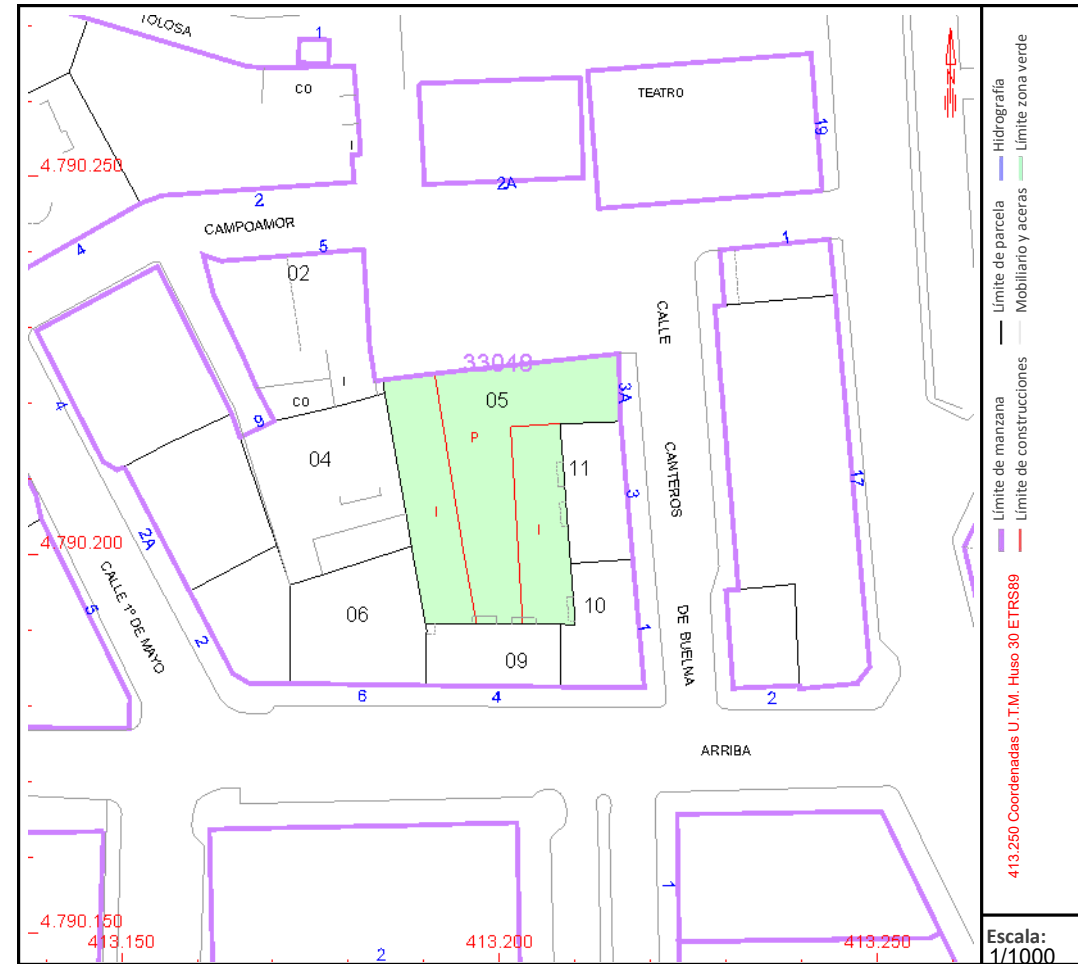 TOLOSA
1
CO
I
TEATRO
19
4.790.250
2A
2
CAMPOAMOR
4
5
1
02
CALLE
33048
3A
05
I
CO
4
9
P
04
11
CANTEROS
17
3
I
I
2A
4.790.200
CALLE 1º DE MAYO
5
06
10
DE BUELNA
2
1
09
6
4
2
ARRIBA
1
4.790.150
413.150
413.200
413.250
2
N
Hidrografía
Límite zona verde
Límite de parcela
Mobiliario y aceras
Límite de manzana
Límite de construcciones
413.250 Coordenadas U.T.M. Huso 30 ETRS89
Escala:
1/1000